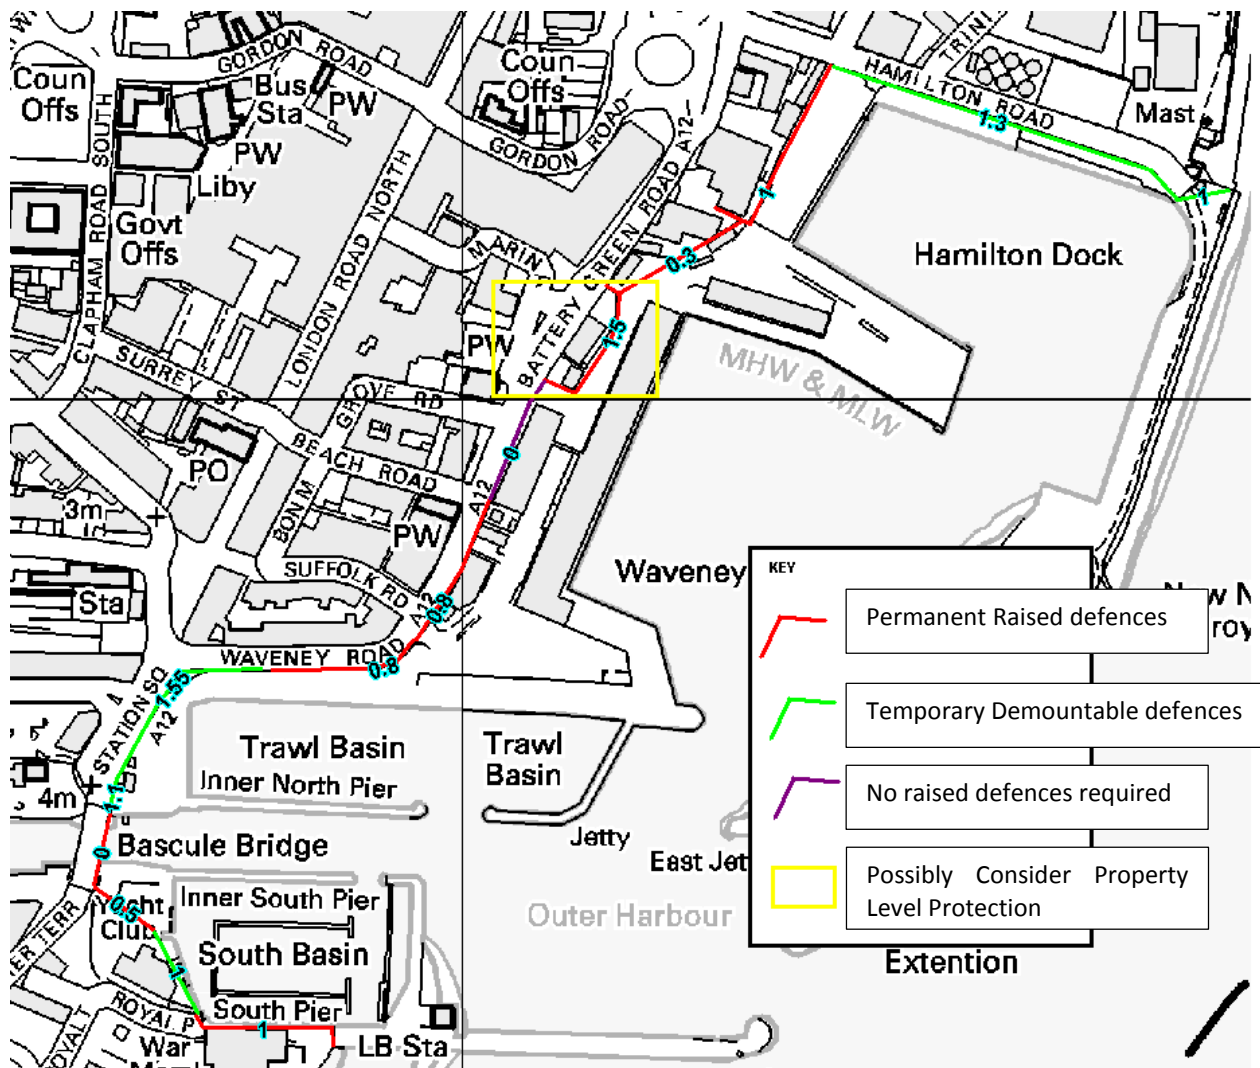 GORDON ROAD
Coun
Offs
Bus
Sta
PW
Coun
Offs
HAMILTON ROAD
Mast
1.3
CLAPHAM ROAD SOUTH
PW
Liby
GORDON ROAD
A12
Govt
Offs
LONDON ROAD NORTH
BATTERY GREEN ROAD
1
1
0.3
Hamilton Dock
1.5
PW
MHW & MLW
SURREY ST
GROVE RD
BEACH ROAD
PO
0
A12
3m
PW
SUFFOLK RD
Sta
A12
0.8
WAVENEY ROAD
0.8
Waveney
STATION SQ
1.55
A12
Trawl Basin
Inner North Pier
Trawl
Basin
4m
1.1
Jetty
Bascule Bridge
0
East Jet
Inner South Pier
0.5
Yacht
Club
Outer Harbour
South Basin
1
Extention
South Pier
ROYAL P
1
War
LB Sta
KEY
Permanent Raised defences
Temporary Demountable defences
No raised defences required
Possibly Consider Property
Level Protection